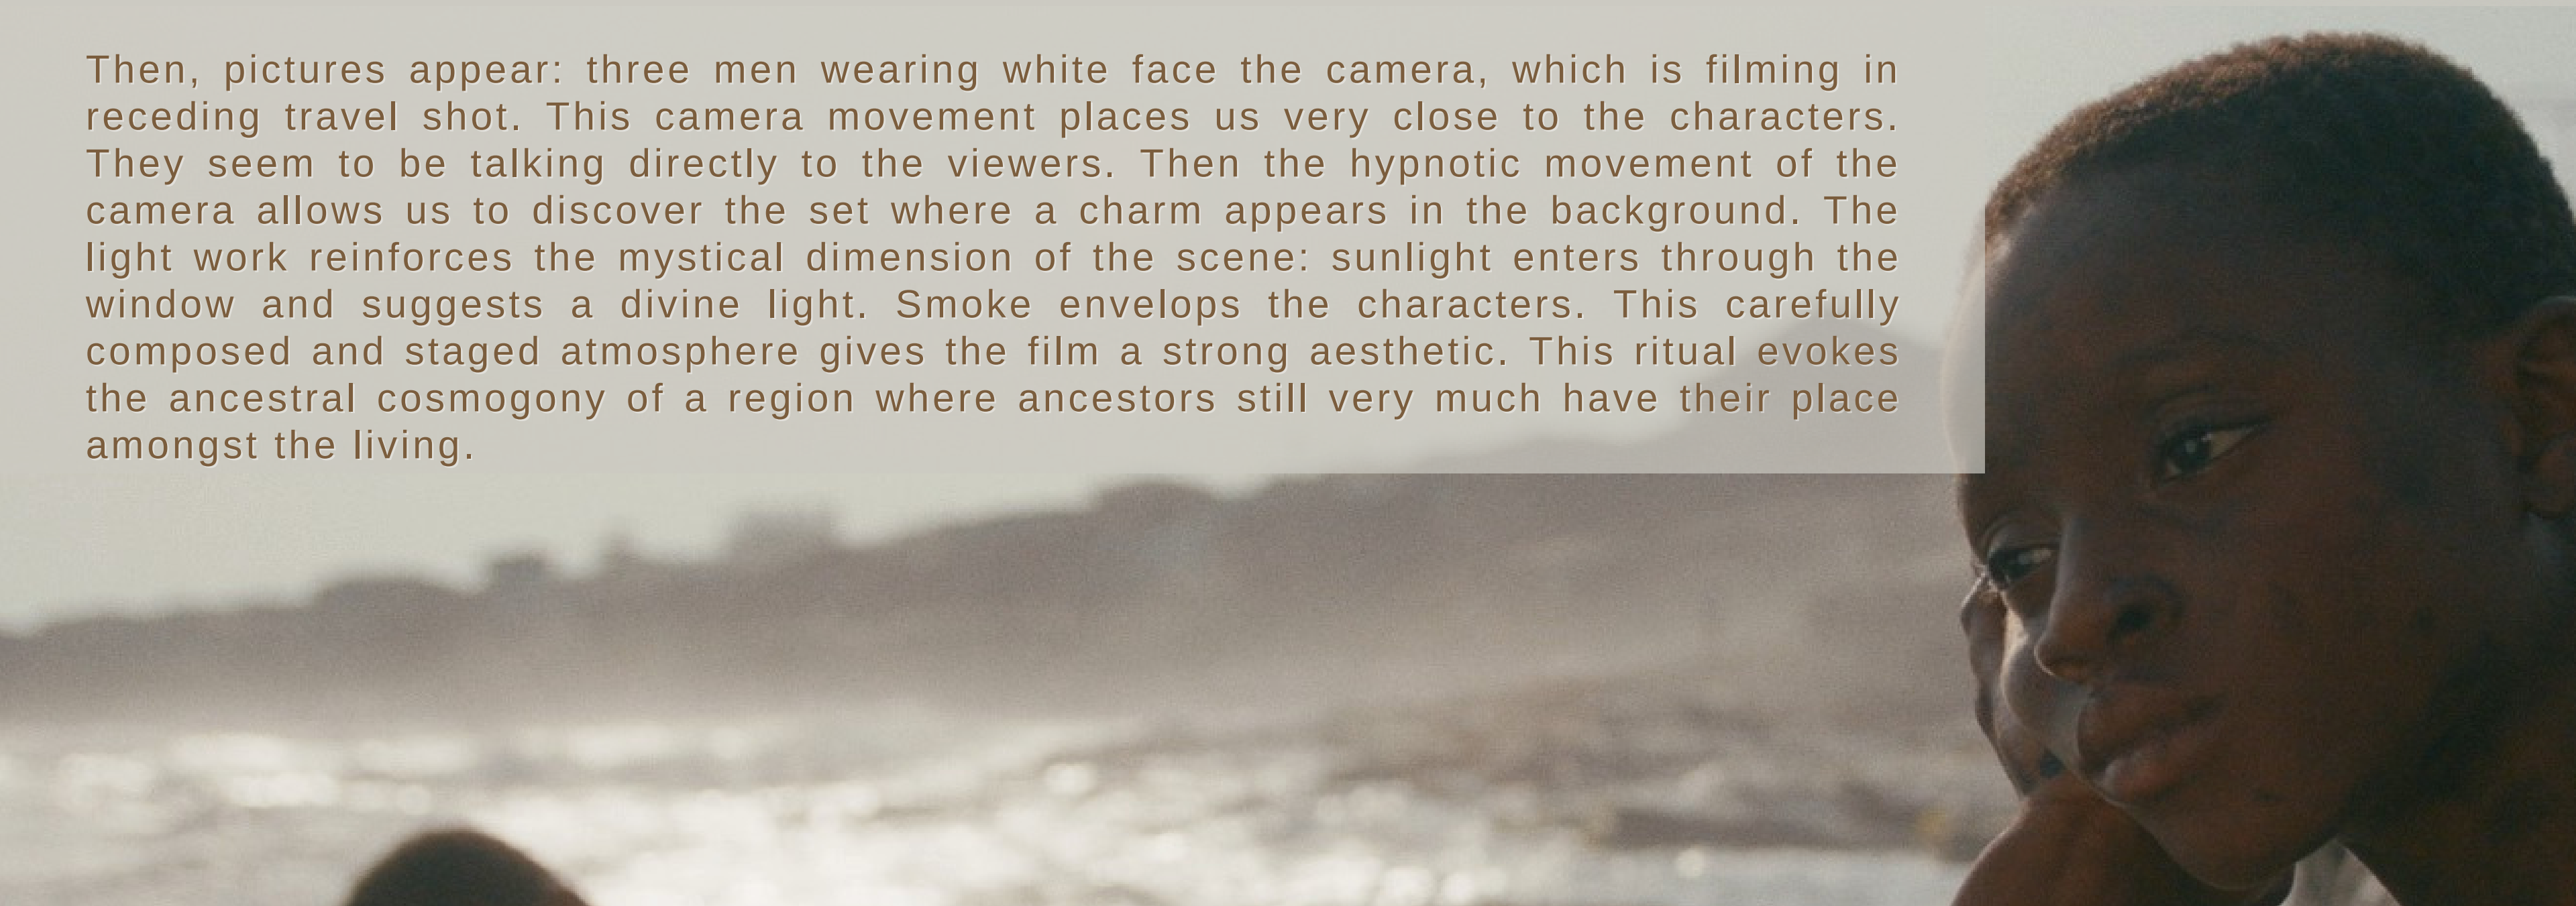 Then, pictures appear: three men wearing white face the camera, which is filming in
receding travel shot. This camera movement places us very close to the characters.
They seem to be talking directly to the viewers. Then the hypnotic movement of the
camera allows us to discover the set where a charm appears in the background. The
light work reinforces the mystical dimension of the scene: sunlight enters through the
window and suggests a divine light. Smoke envelops the characters. This carefully
composed and staged atmosphere gives the film a strong aesthetic. This ritual evokes
the ancestral cosmogony of a region where ancestors still very much have their place
amongst the living.